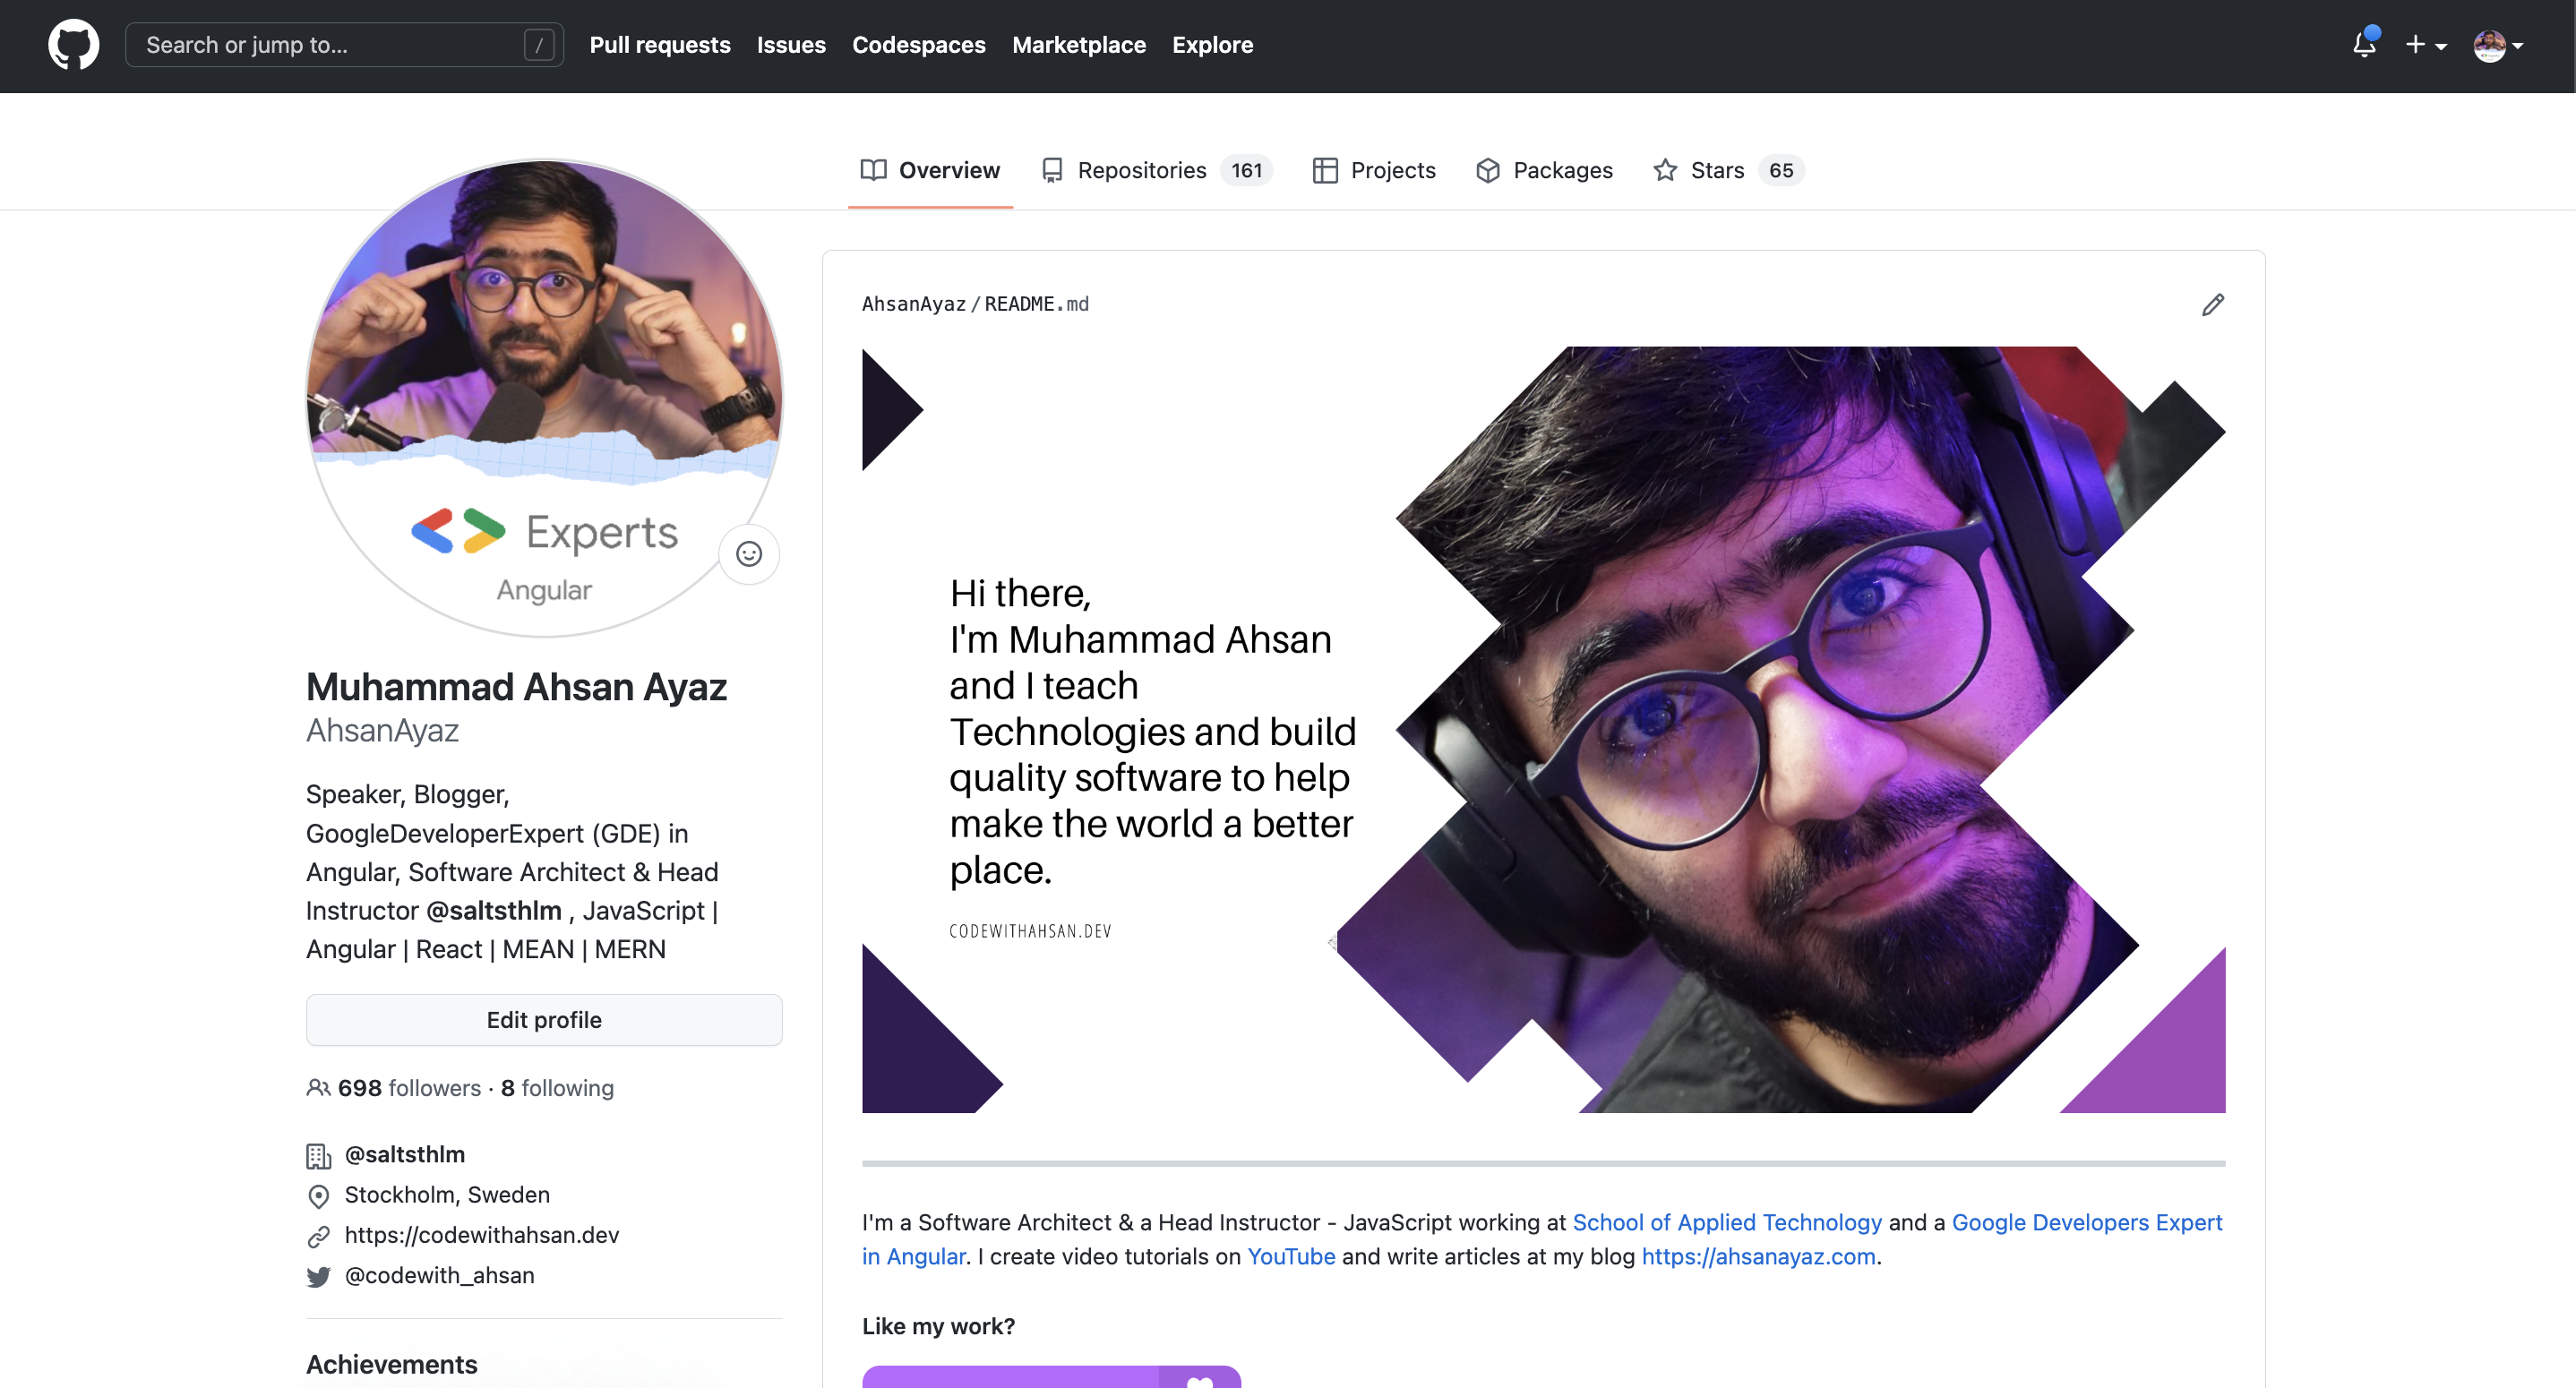 Search or jump to... /
Pull requests
Issues
Codespaces
Marketplace
Explore
Overview
Repositories 161
Projects
Packages
Stars 65
Experts
Angular
Muhammad Ahsan Ayaz
AhsanAyaz
Speaker, Blogger,
GoogleDeveloperExpert (GDE) in
Angular, Software Architect & Head
Instructor @saltsthlm , JavaScript |
Angular | React | MEAN | MERN
Edit profile
698 followers · 8 following
@saltsthlm
Stockholm, Sweden
https://codewithahsan.dev
@codewith_ahsan
Achievements
AhsanAyaz/README.md
Hi there,
I'm Muhammad Ahsan
and I teach
Technologies and build
quality software to help
make the world a better
place.
CODEWITHAHSAN.DEV
I'm a Software Architect & a Head Instructor - JavaScript working at School of Applied Technology and a Google Developers Expert
in Angular. I create video tutorials on YouTube and write articles at my blog https://ahsanayaz.com.
Like my work?